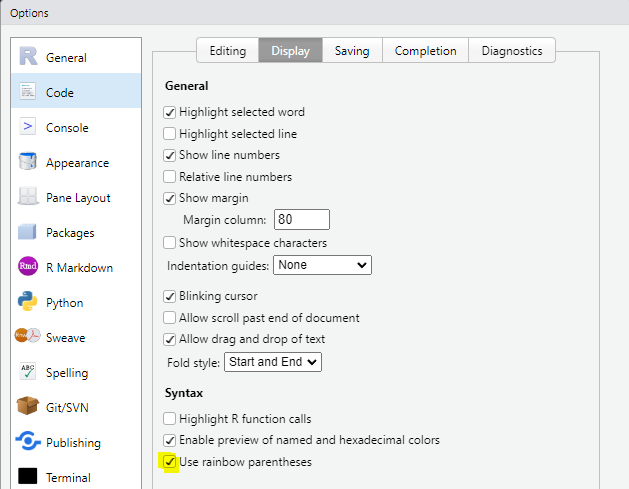 Options
General
Code
Console
Appearance
Pane Layout
Packages
Rmd R Markdown
Python
Sweave
ABC Spelling
Git/SVN
Publishing
Terminal
Editing Display Saving Completion Diagnostics
General
Highlight selected word
Highlight selected line
Show line numbers
Relative line numbers
Show margin
Margin column: 80
Show whitespace characters
Indentation guides: None
Blinking cursor
Allow scroll past end of document
Allow drag and drop of text
Fold style: Start and End
Syntax
Highlight R function calls
Enable preview of named and hexadecimal colors
Use rainbow parentheses